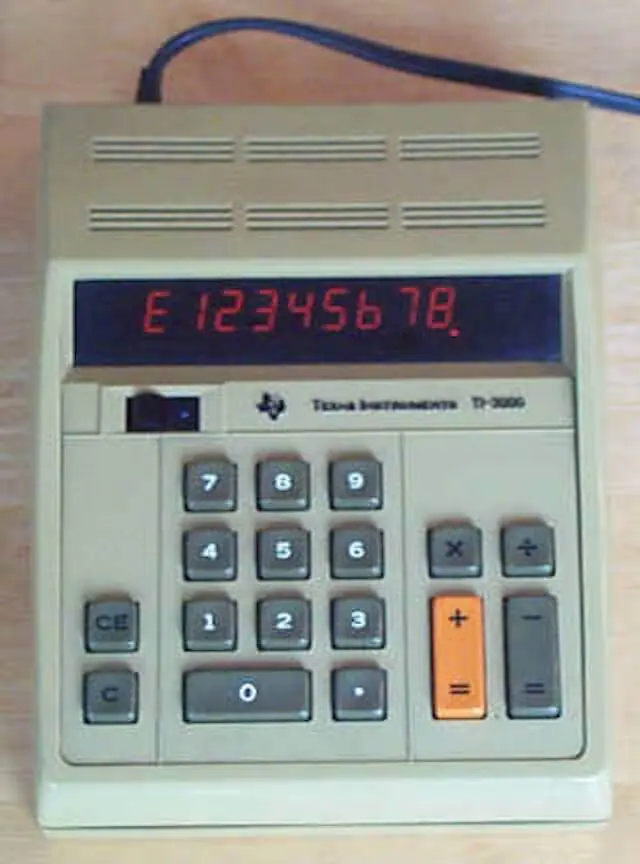 E 12345678.
TEXAS INSTRUMENTS TI-3000
7 8 9
4 5 6 × ÷
CE 1 2 3 + −
C 0 . = =